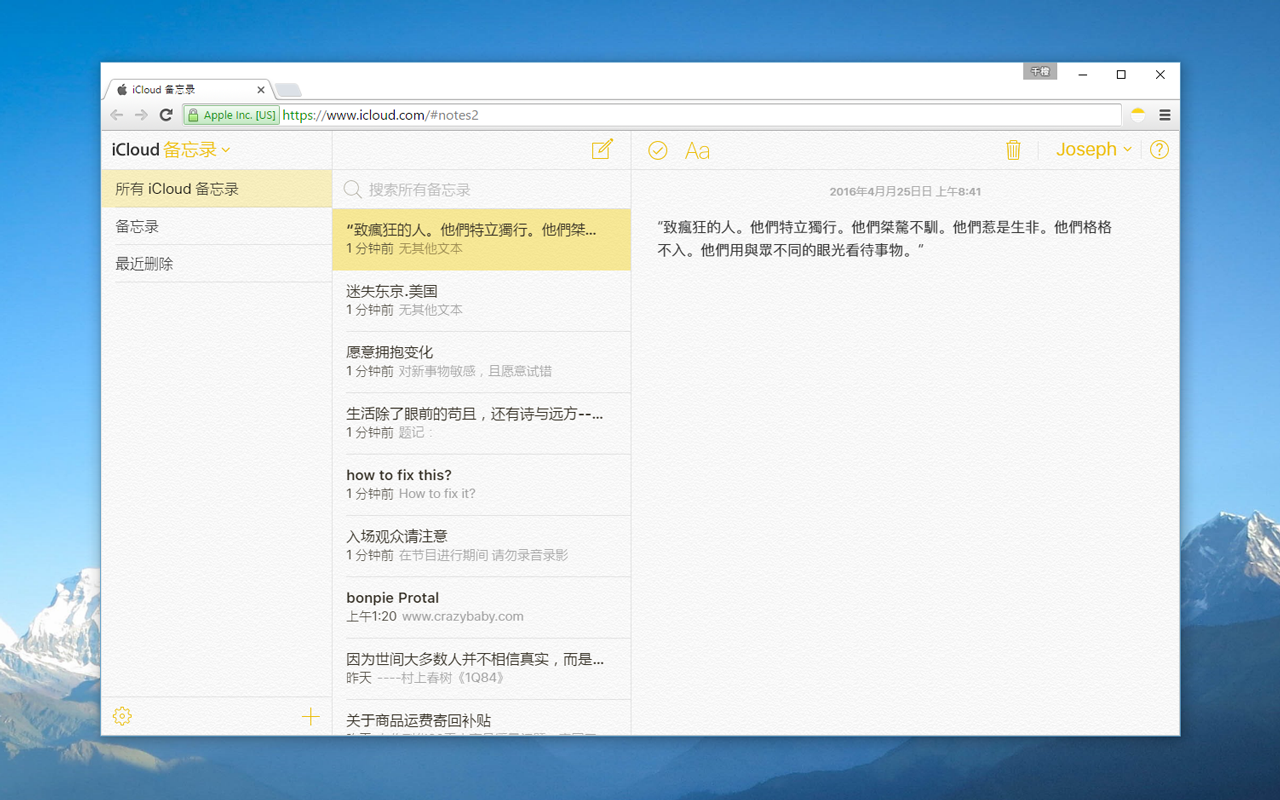 千橙
iCloud 备忘录
Apple Inc. [US] https://www.icloud.com/#notes2
iCloud 备忘录
Aa
Joseph
?
所有 iCloud 备忘录
备忘录
最近删除
搜索所有备忘录
“致瘋狂的人。他們特立獨行。他們桀...
1 分钟前 无其他文本
迷失东京.美国
1 分钟前 无其他文本
愿意拥抱变化
1 分钟前 对新事物敏感，且愿意试错
生活除了眼前的苟且，还有诗与远方--...
1 分钟前 题记：
how to fix this?
1 分钟前 How to fix it?
入场观众请注意
1 分钟前 在节目进行期间 请勿录音录影
bonpie Protal
上午1:20 www.crazybaby.com
因为世间大多数人并不相信真实，而是...
昨天 ----村上春树《1Q84》
关于商品运费寄回补贴
2016年4月月25日日 上午8:41
“致瘋狂的人。他們特立獨行。他們桀驁不馴。他們惹是生非。他們格格
不入。他們用與眾不同的眼光看待事物。”